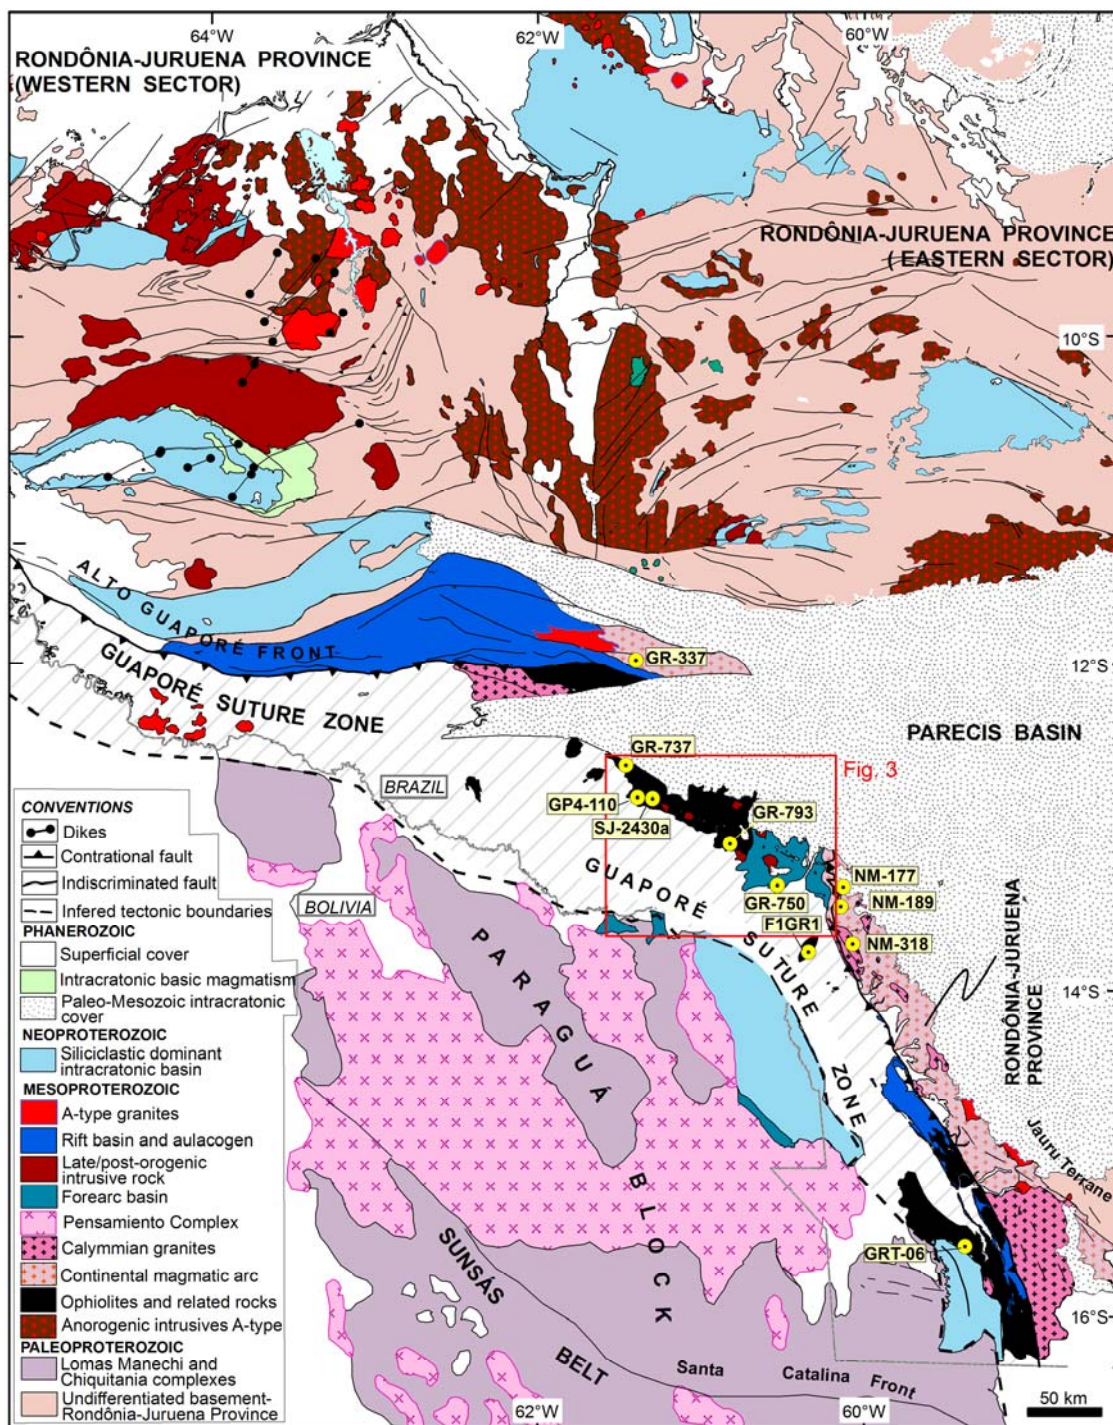 64°W
62°W
60°W
RONDÔNIA-JURUENA PROVINCE
(WESTERN SECTOR)
RONDÔNIA-JURUENA PROVINCE
( EASTERN SECTOR)
10°S
ALTO GUAPORÉ FRONT
GUAPORÉ SUTURE ZONE
GR-337
12°S
PARECIS BASIN
GR-737
Fig. 3
BRAZIL
GP4-110
SJ-2430a
GR-793
GUAPORÉ SUTURE ZONE
NM-177
GR-750
NM-189
BOLIVIA
F1GR1
NM-318
PARAGUÁ BLOCK
14°S
RONDÔNIA-JURUENA
PROVINCE
Jauru Terrane
GRT-06
SUNSÁS BELT
16°S
Santa Catalina Front
62°W
60°W
50 km
CONVENTIONS
Dikes
Contrational fault
Indiscriminated fault
Infered tectonic boundaries
PHANEROZOIC
Superficial cover
Intracratonic basic magmatism
Paleo-Mesozoic intracratonic
cover
NEOPROTEROZOIC
Siliciclastic dominant
intracratonic basin
MESOPROTEROZOIC
A-type granites
Rift basin and aulacogen
Late/post-orogenic
intrusive rock
Forearc basin
Pensamiento Complex
Calymmian granites
Continental magmatic arc
Ophiolites and related rocks
Anorogenic intrusives A-type
PALEOPROTEROZOIC
Lomas Manechi and
Chiquitania complexes
Undifferentiated basement-
Rondônia-Juruena Province